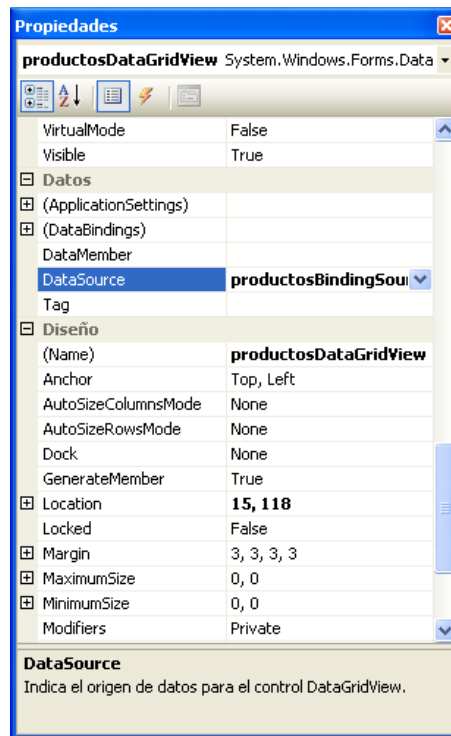 Propiedades
productosDataGridView System.Windows.Forms.Data
VirtualMode False
Visible True
Datos
(ApplicationSettings)
(DataBindings)
DataMember
DataSource productosBindingSou
Tag
Diseño
(Name) productosDataGridView
Anchor Top, Left
AutoSizeColumnsMode None
AutoSizeRowsMode None
Dock None
GenerateMember True
Location 15, 118
Locked False
Margin 3, 3, 3, 3
MaximumSize 0, 0
MinimumSize 0, 0
Modifiers Private
DataSource
Indica el origen de datos para el control DataGridView.